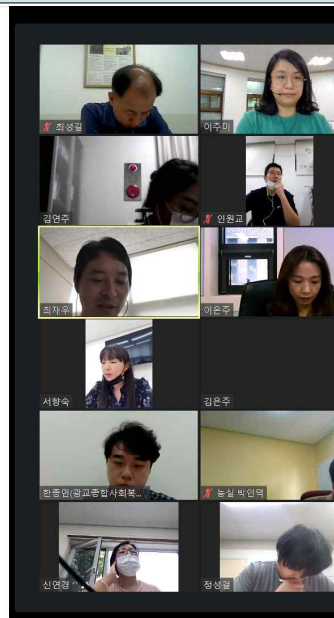 최성길
이주미
김연주
인원교
최재우
이은주
서향숙
김은주
한종민(광교종합사회복...
능실 박인덕
신연경
정성결